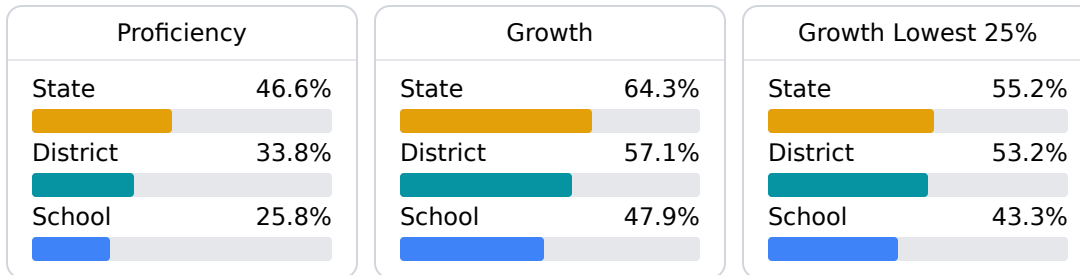 Proficiency
State 46.6%
District 33.8%
School 25.8%
Growth
State 64.3%
District 57.1%
School 47.9%
Growth Lowest 25%
State 55.2%
District 53.2%
School 43.3%